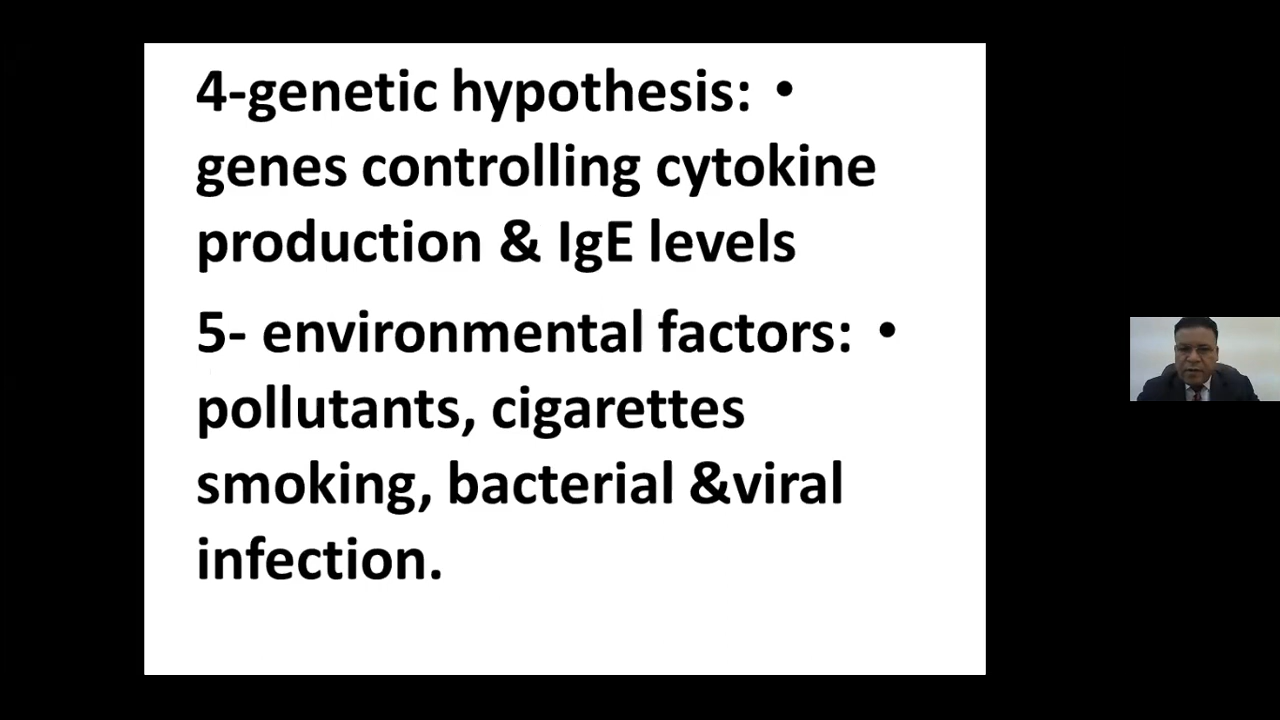 4-genetic hypothesis: •
genes controlling cytokine
production & IgE levels
5- environmental factors: •
pollutants, cigarettes
smoking, bacterial &viral
infection.